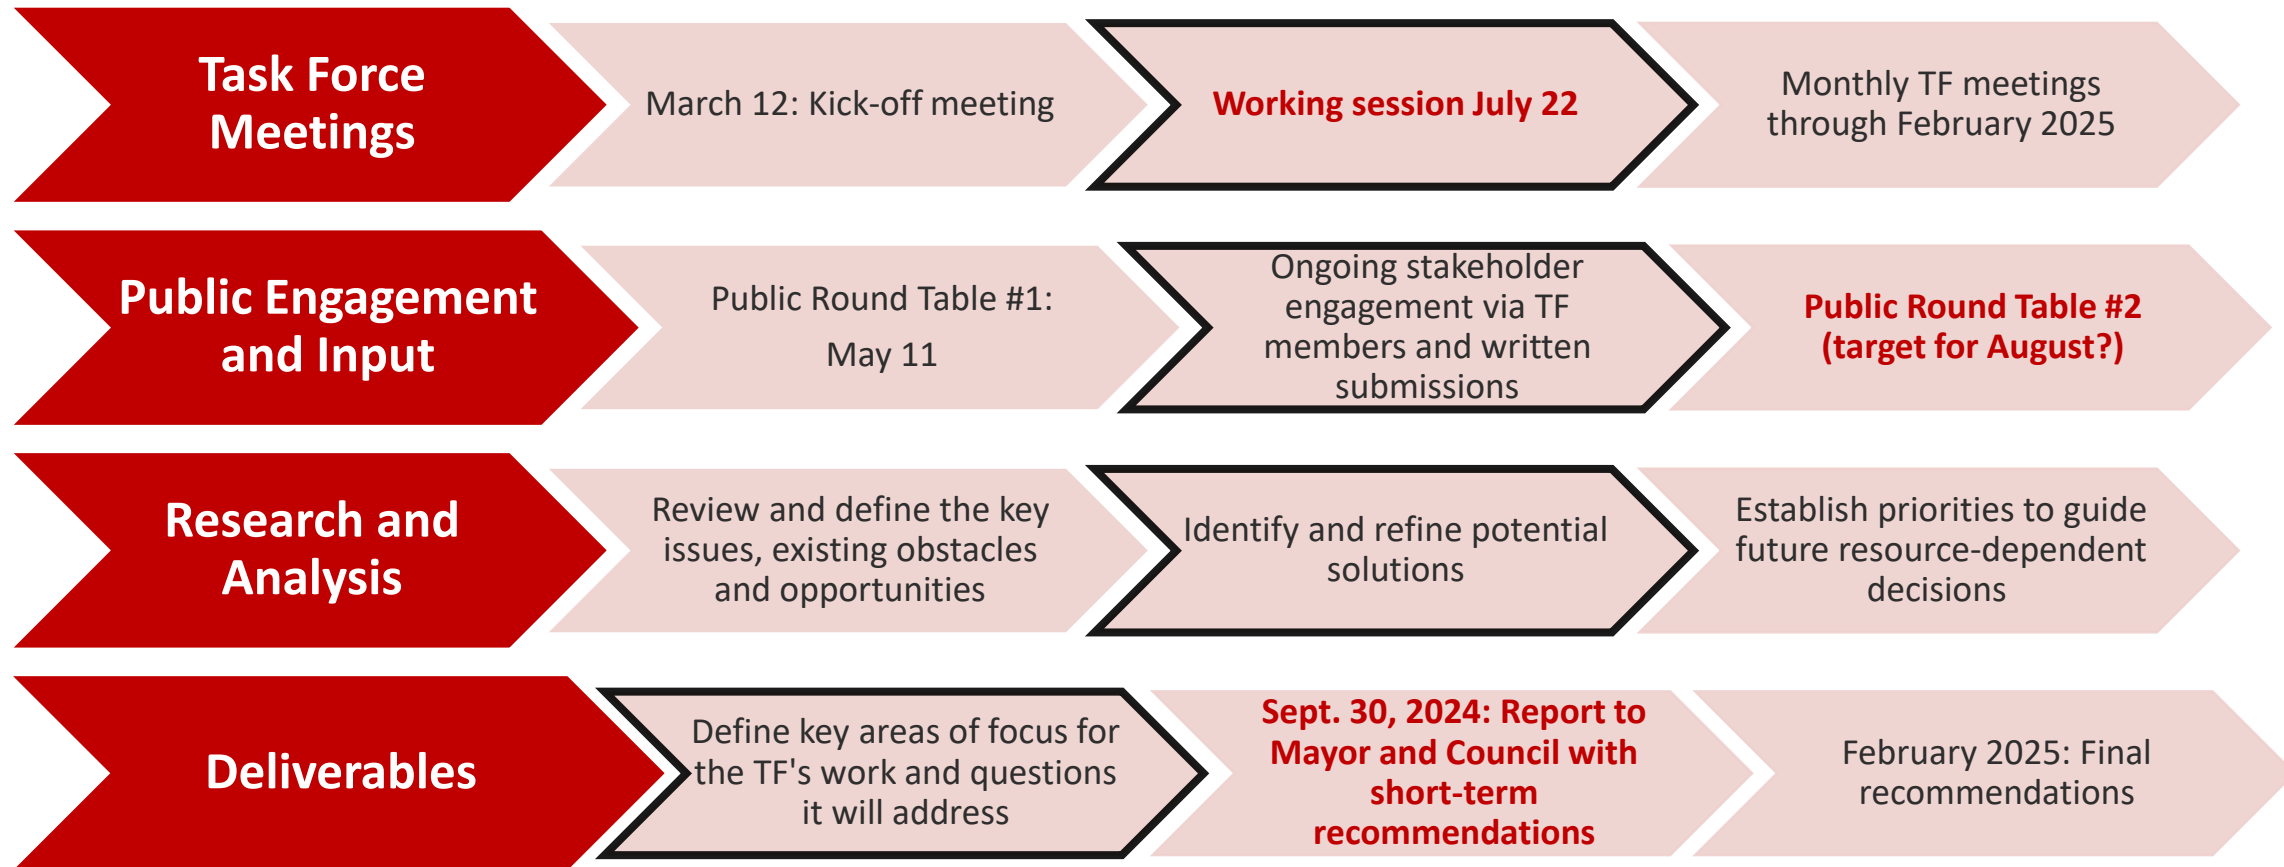 Task Force
Meetings
March 12: Kick-off meeting
Working session July 22
Monthly TF meetings
through February 2025
Public Engagement
and Input
Public Round Table #1:
May 11
Ongoing stakeholder
engagement via TF
members and written
submissions
Public Round Table #2
(target for August?)
Research and
Analysis
Review and define the key
issues, existing obstacles
and opportunities
Identify and refine potential
solutions
Establish priorities to guide
future resource-dependent
decisions
Deliverables
Define key areas of focus for
the TF's work and questions
it will address
Sept. 30, 2024: Report to
Mayor and Council with
short-term
recommendations
February 2025: Final
recommendations